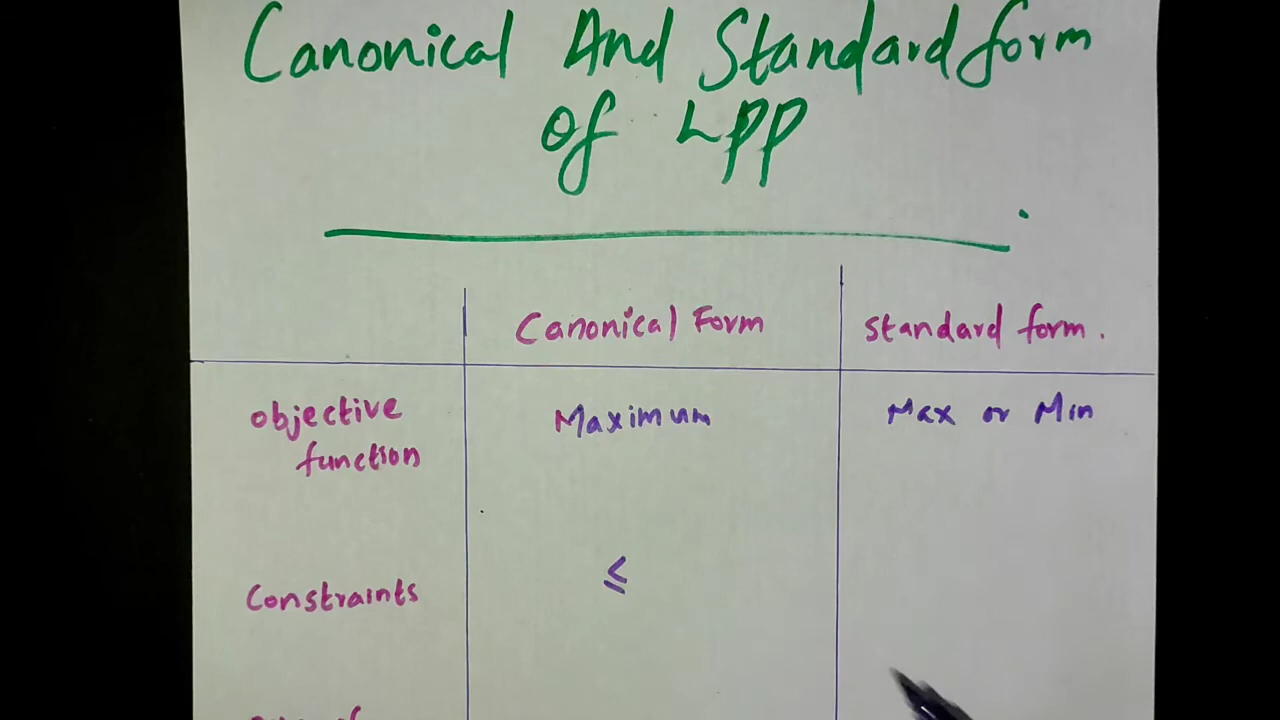 Canonical And Standard form
of LPP
Canonical Form
Standard form.
Objective
function
Maximum
Max or Min
Constraints
≤